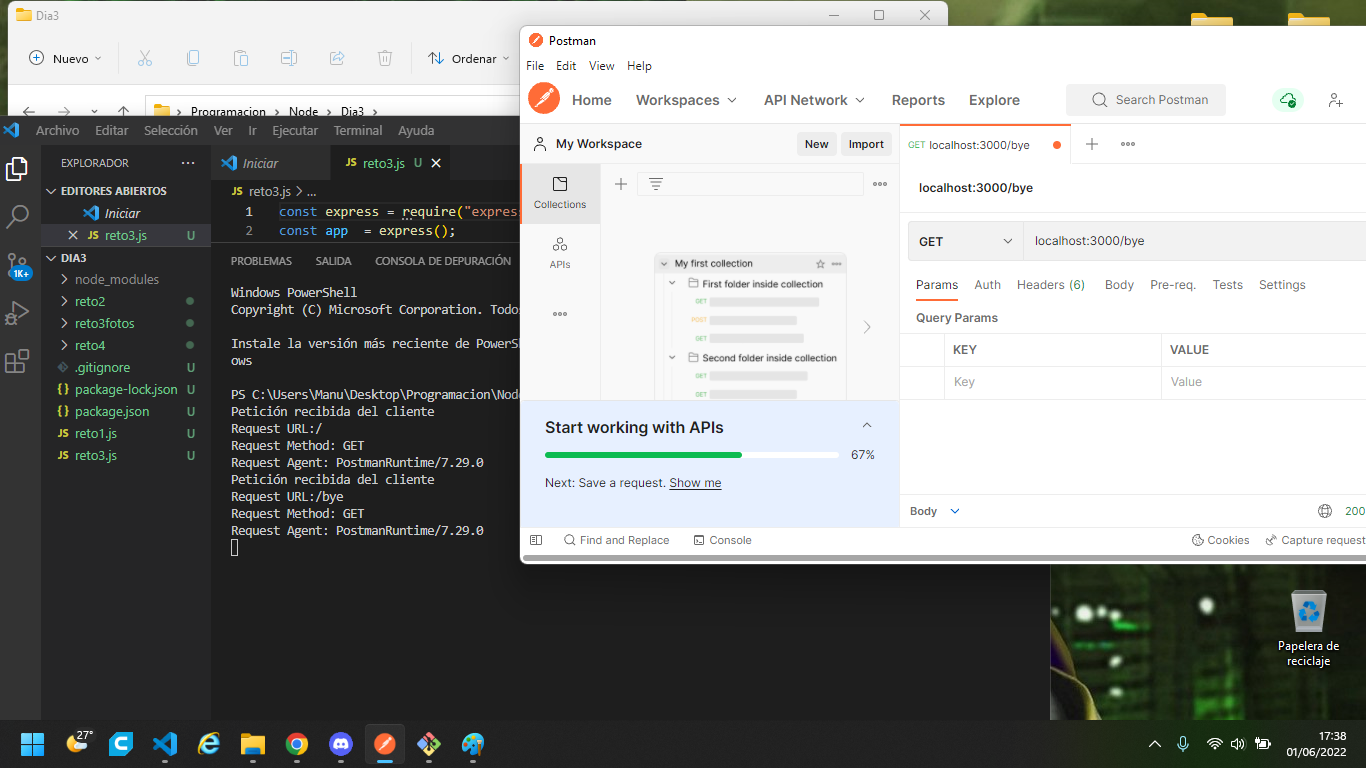 Dia3
Nuevo
Ordenar
Programacion
Node
Dia3
Archivo Editar Selección Ver Ir Ejecutar Terminal Ayuda
EXPLORADOR
EDITORES ABIERTOS
Iniciar
JS reto3.js U
DIA3
node_modules
reto2
reto3fotos
reto4
.gitignore U
{} package-lock.json U
{} package.json U
JS reto1.js U
JS reto3.js U
1K+
Iniciar
JS reto3.js U
JS reto3.js > ...
1 const express = require("expres
2 const app = express();
PROBLEMAS SALIDA CONSOLA DE DEPURACIÓN
Windows PowerShell
Copyright (C) Microsoft Corporation. Todo
Instale la versión más reciente de PowerS
ows
PS C:\Users\Manu\Desktop\Programacion\Nod
Petición recibida del cliente
Request URL:/
Request Method: GET
Request Agent: PostmanRuntime/7.29.0
Petición recibida del cliente
Request URL:/bye
Request Method: GET
Request Agent: PostmanRuntime/7.29.0
Postman
File Edit View Help
Home Workspaces API Network Reports Explore
Search Postman
My Workspace
New
Import
Collections
APIs
My first collection
First folder inside collection
GET
POST
GET
Second folder inside collection
GET
GET
Start working with APIs
67%
Next: Save a request. Show me
GET localhost:3000/bye
localhost:3000/bye
GET
localhost:3000/bye
Params Auth Headers (6) Body Pre-req. Tests Settings
Query Params
KEY VALUE
Key Value
Body
200
Find and Replace
Console
Cookies
Capture request
Papelera de
reciclaje
27°
17:38
01/06/2022